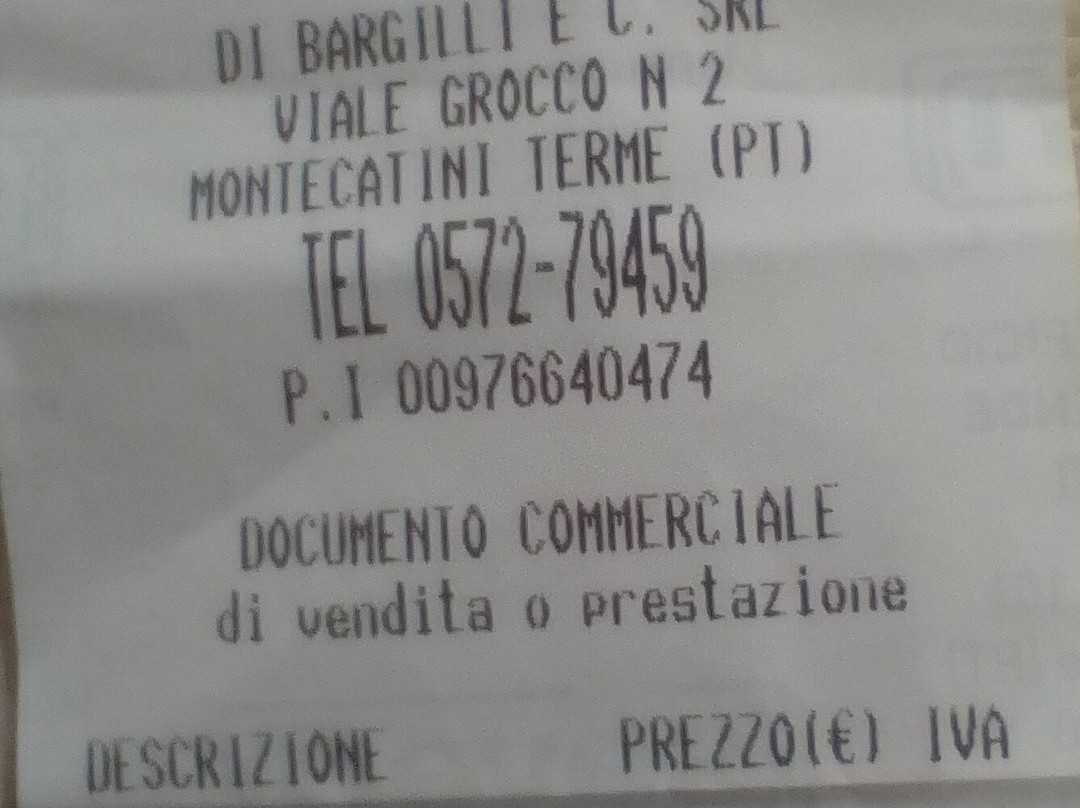 DI BARGILLI E C. SRL
VIALE GROCCO N 2
MONTECATINI TERME (PT)
TEL 0572-79459
P.I 00976640474
DOCUMENTO COMMERCIALE
di vendita o prestazione
DESCRIZIONE PREZZO(€) IVA